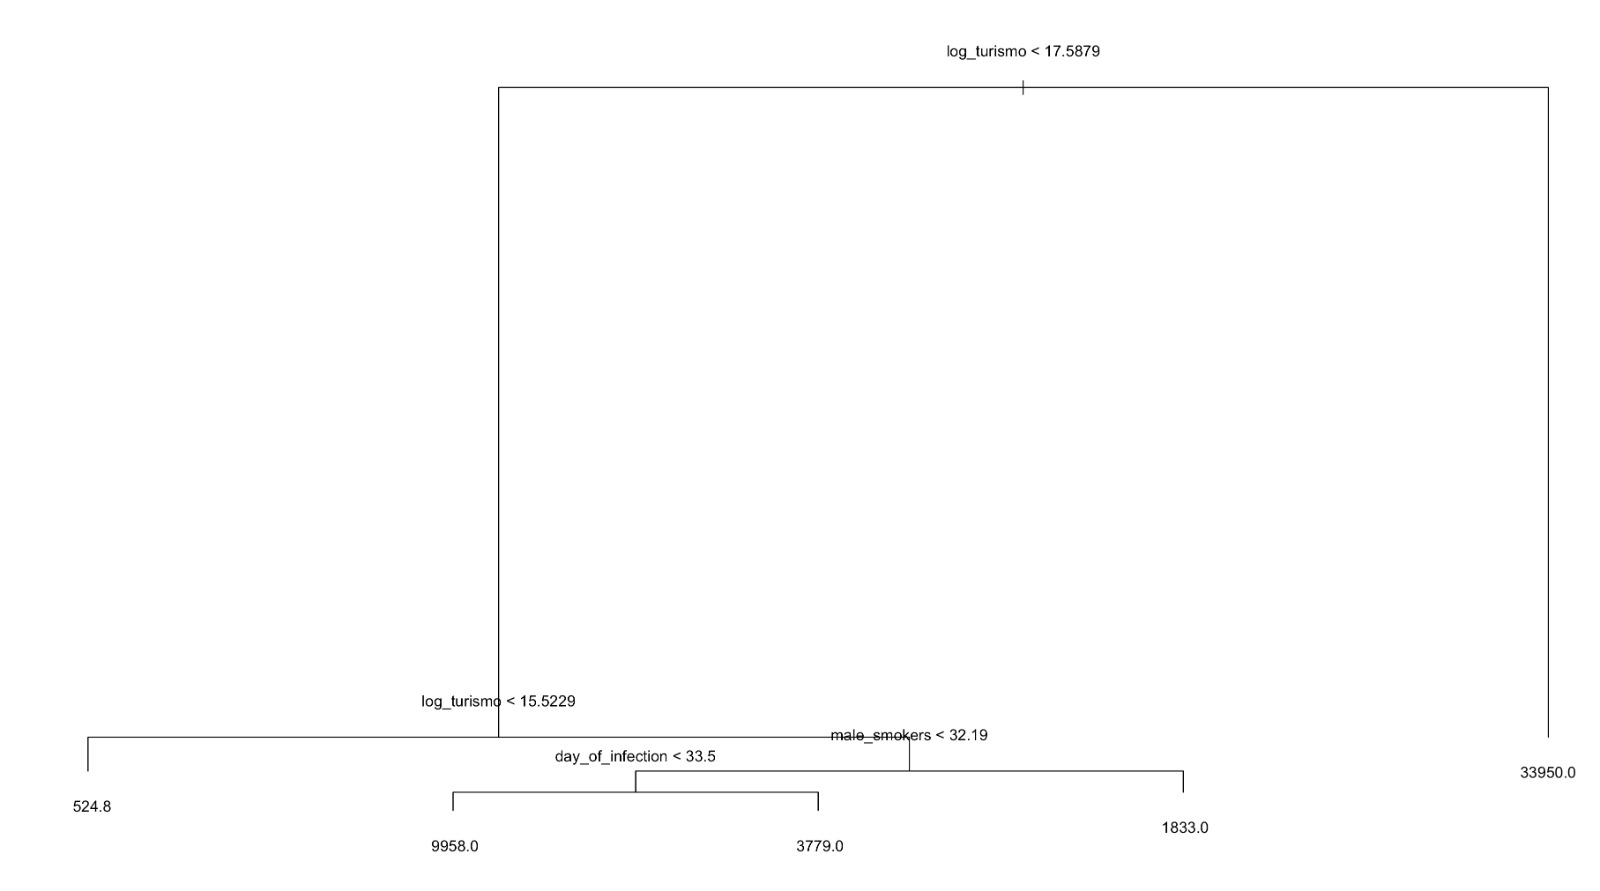 log_turismo < 17.5879
log_turismo < 15.5229
male_smokers < 32.19
day_of_infection < 33.5
33950.0
524.8
1833.0
9958.0
3779.0